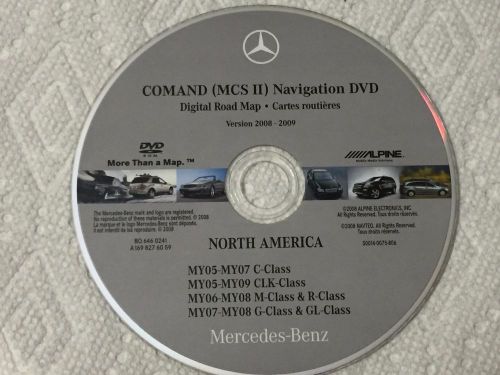 COMAND (MCS II) Navigation DVD
Digital Road Map • Cartes routières
Version 2008 - 2009
DVD
ROM
More Than a Map.™
ALPINE
Mobile Media Solutions
The Mercedes-Benz mark and logo are registered.
No reproduction of these materials is permitted. © 2008
La marque et le logo Mercedes-Benz sont déposés.
Il est interdit de les reproduire. © 2008
©2008 ALPINE ELECTRONICS, INC.
All Rights Reserved. Tous droits réservés.
©2008 NAVTEQ. All Rights Reserved.
Tous droits réservés.
BQ 646 0241
A169 827 60 59
NORTH AMERICA
MY05-MY07 C-Class
MY05-MY09 CLK-Class
MY06-MY08 M-Class & R-Class
MY07-MY08 G-Class & GL-Class
Mercedes-Benz